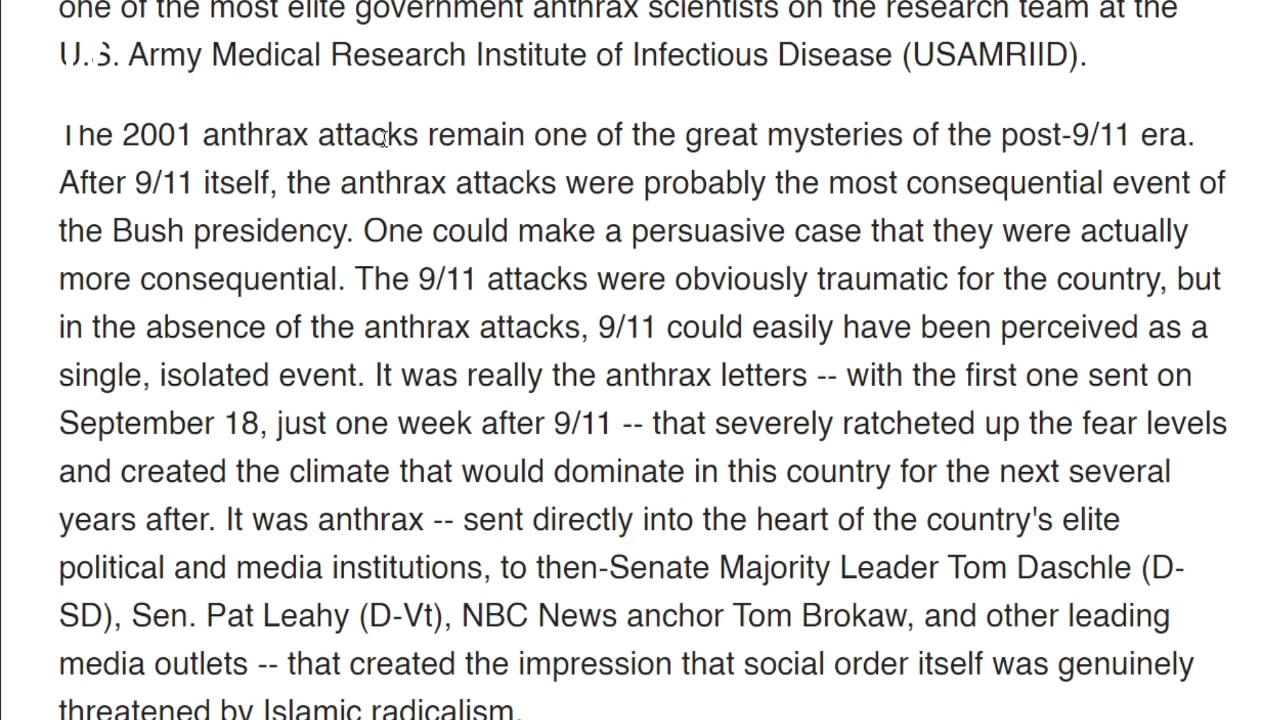 one of the most elite government anthrax scientists on the research team at the
U.S. Army Medical Research Institute of Infectious Disease (USAMRIID).
The 2001 anthrax attacks remain one of the great mysteries of the post-9/11 era.
After 9/11 itself, the anthrax attacks were probably the most consequential event of
the Bush presidency. One could make a persuasive case that they were actually
more consequential. The 9/11 attacks were obviously traumatic for the country, but
in the absence of the anthrax attacks, 9/11 could easily have been perceived as a
single, isolated event. It was really the anthrax letters -- with the first one sent on
September 18, just one week after 9/11 -- that severely ratcheted up the fear levels
and created the climate that would dominate in this country for the next several
years after. It was anthrax -- sent directly into the heart of the country's elite
political and media institutions, to then-Senate Majority Leader Tom Daschle (D-
SD), Sen. Pat Leahy (D-Vt), NBC News anchor Tom Brokaw, and other leading
media outlets -- that created the impression that social order itself was genuinely
threatened by Islamic radicalism.